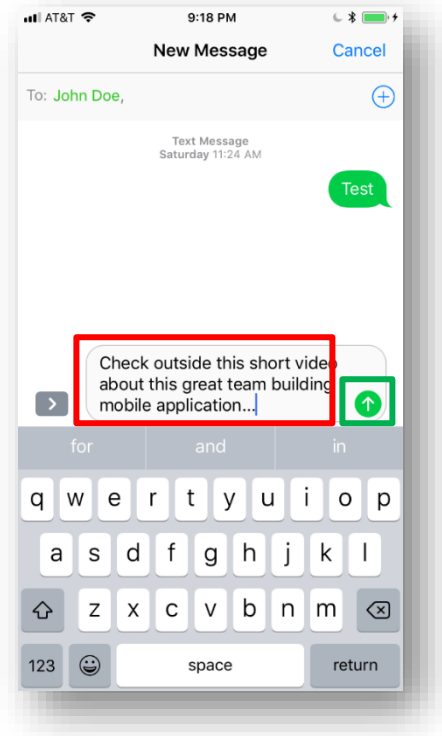 AT&T 9:18 PM
New Message Cancel
To: John Doe,
Text Message
Saturday 11:24 AM
Test
Check outside this short video
about this great team building
mobile application...
for and in
q w e r t y u i o p
a s d f g h j k l
z x c v b n m
123 space return